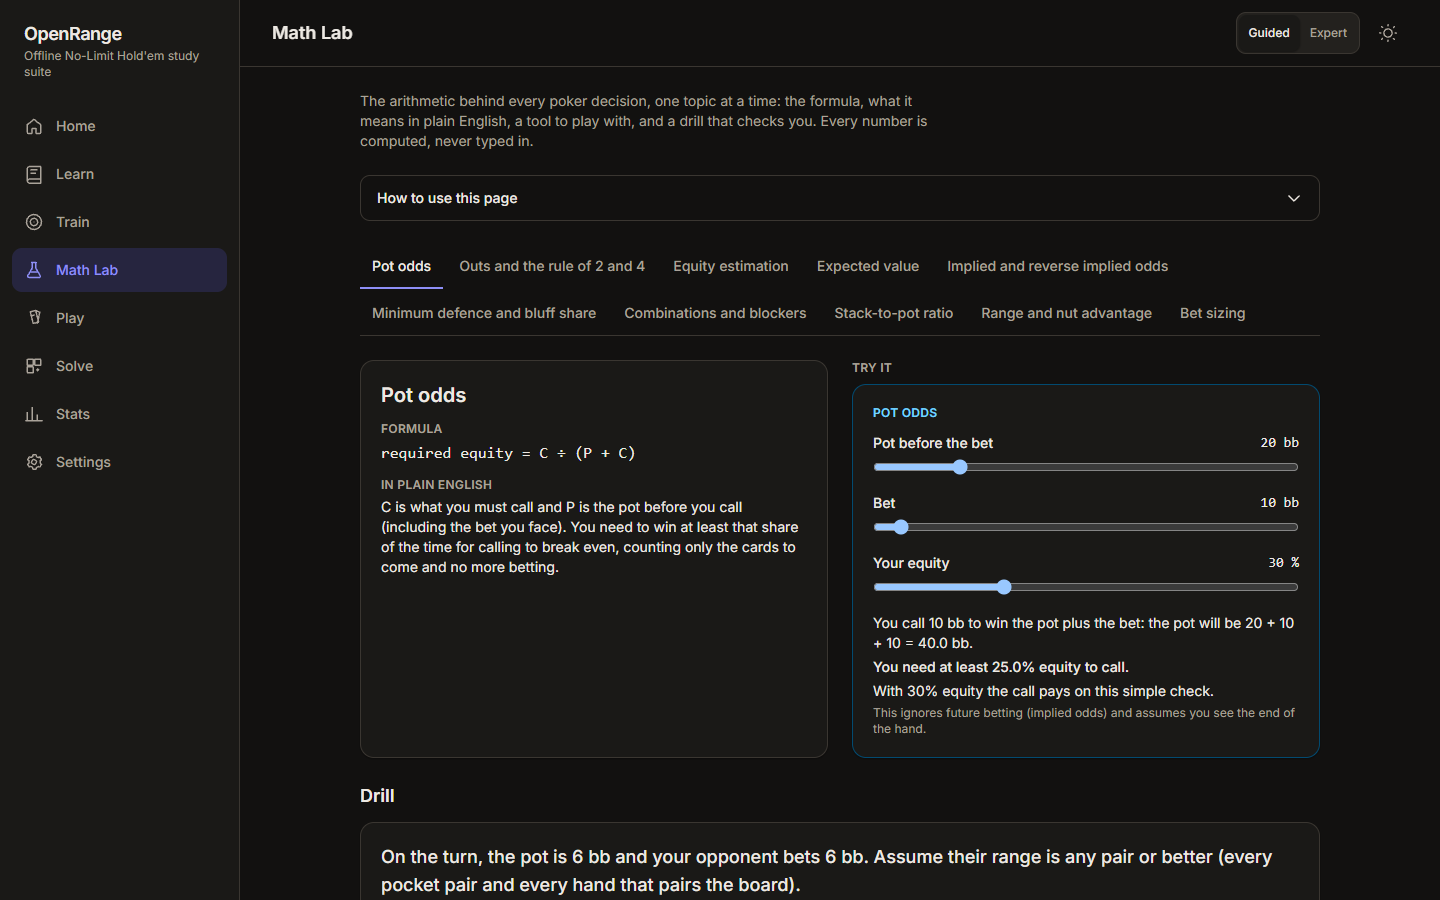 OpenRange
Offline No-Limit Hold'em study
suite
Home
Learn
Train
Math Lab
Play
Solve
Stats
Settings
Math Lab
Guided
Expert
The arithmetic behind every poker decision, one topic at a time: the formula, what it
means in plain English, a tool to play with, and a drill that checks you. Every number is
computed, never typed in.
How to use this page
Pot odds
Outs and the rule of 2 and 4
Equity estimation
Expected value
Implied and reverse implied odds
Minimum defence and bluff share
Combinations and blockers
Stack-to-pot ratio
Range and nut advantage
Bet sizing
Pot odds
FORMULA
required equity = C ÷ (P + C)
IN PLAIN ENGLISH
C is what you must call and P is the pot before you call
(including the bet you face). You need to win at least that share
of the time for calling to break even, counting only the cards to
come and no more betting.
TRY IT
POT ODDS
Pot before the bet 20 bb
Bet 10 bb
Your equity 30 %
You call 10 bb to win the pot plus the bet: the pot will be 20 + 10
+ 10 = 40.0 bb.
You need at least 25.0% equity to call.
With 30% equity the call pays on this simple check.
This ignores future betting (implied odds) and assumes you see the end of
the hand.
Drill
On the turn, the pot is 6 bb and your opponent bets 6 bb. Assume their range is any pair or better (every
pocket pair and every hand that pairs the board).